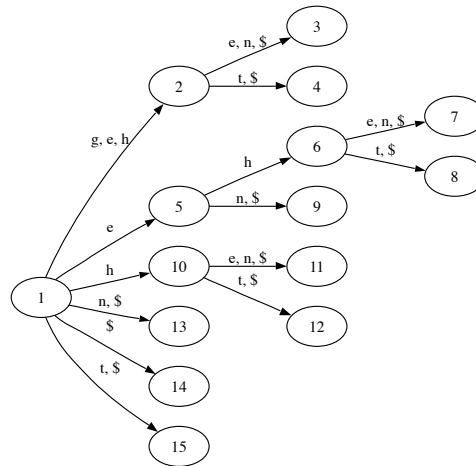 e, n, $
3
2
t, $
4
g, e, h
e, n, $
7
h
6
t, $
8
e
5
n, $
9
h
10
e, n, $
11
1
t, $
n, $
13
12
$
14
t, $
15